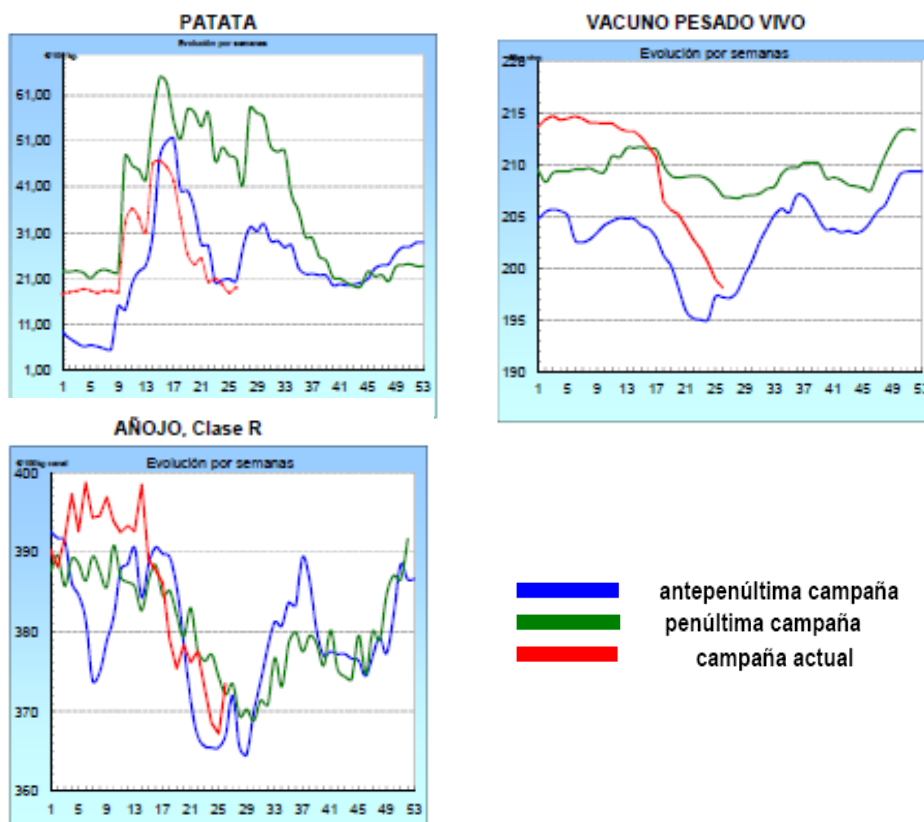 PATATA
Evolución por semanas
61,00
51,00
41,00
31,00
21,00
11,00
1,00
1 5 9 13 17 21 25 29 33 37 41 45 49 53
VACUNO PESADO VIVO
Evolución por semanas
220
215
210
205
200
195
190
1 5 9 13 17 21 25 29 33 37 41 45 49 53
AÑOJO, Clase R
€/100kg canal
Evolución por semanas
400
390
380
370
360
1 5 9 13 17 21 25 29 33 37 41 45 49 53
antepenúltima campaña
penúltima campaña
campaña actual